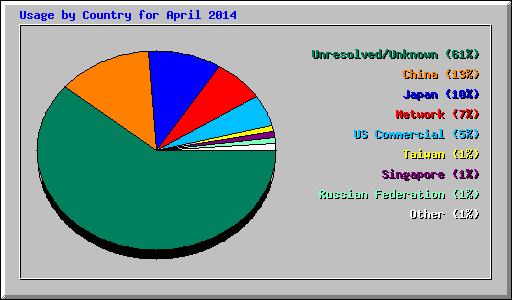 Usage by Country for April 2014
Unresolved/Unknown (61%)
China (13%)
Japan (10%)
Network (7%)
US Commercial (5%)
Taiwan (1%)
Singapore (1%)
Russian Federation (1%)
Other (1%)